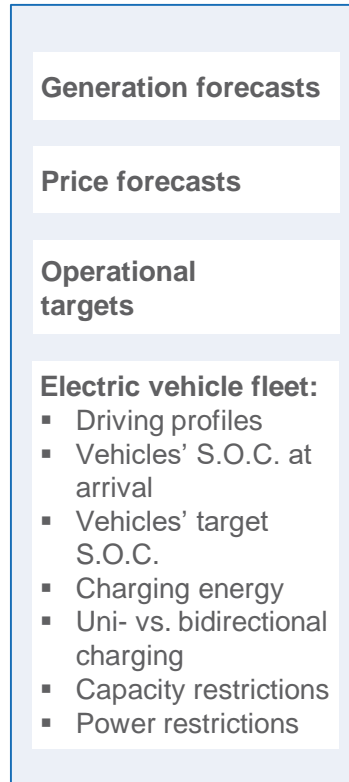 Generation forecasts
Price forecasts
Operational
targets
Electric vehicle fleet:
▪ Driving profiles
▪ Vehicles’ S.O.C. at
arrival
▪ Vehicles’ target
S.O.C.
▪ Charging energy
▪ Uni- vs. bidirectional
charging
▪ Capacity restrictions
▪ Power restrictions